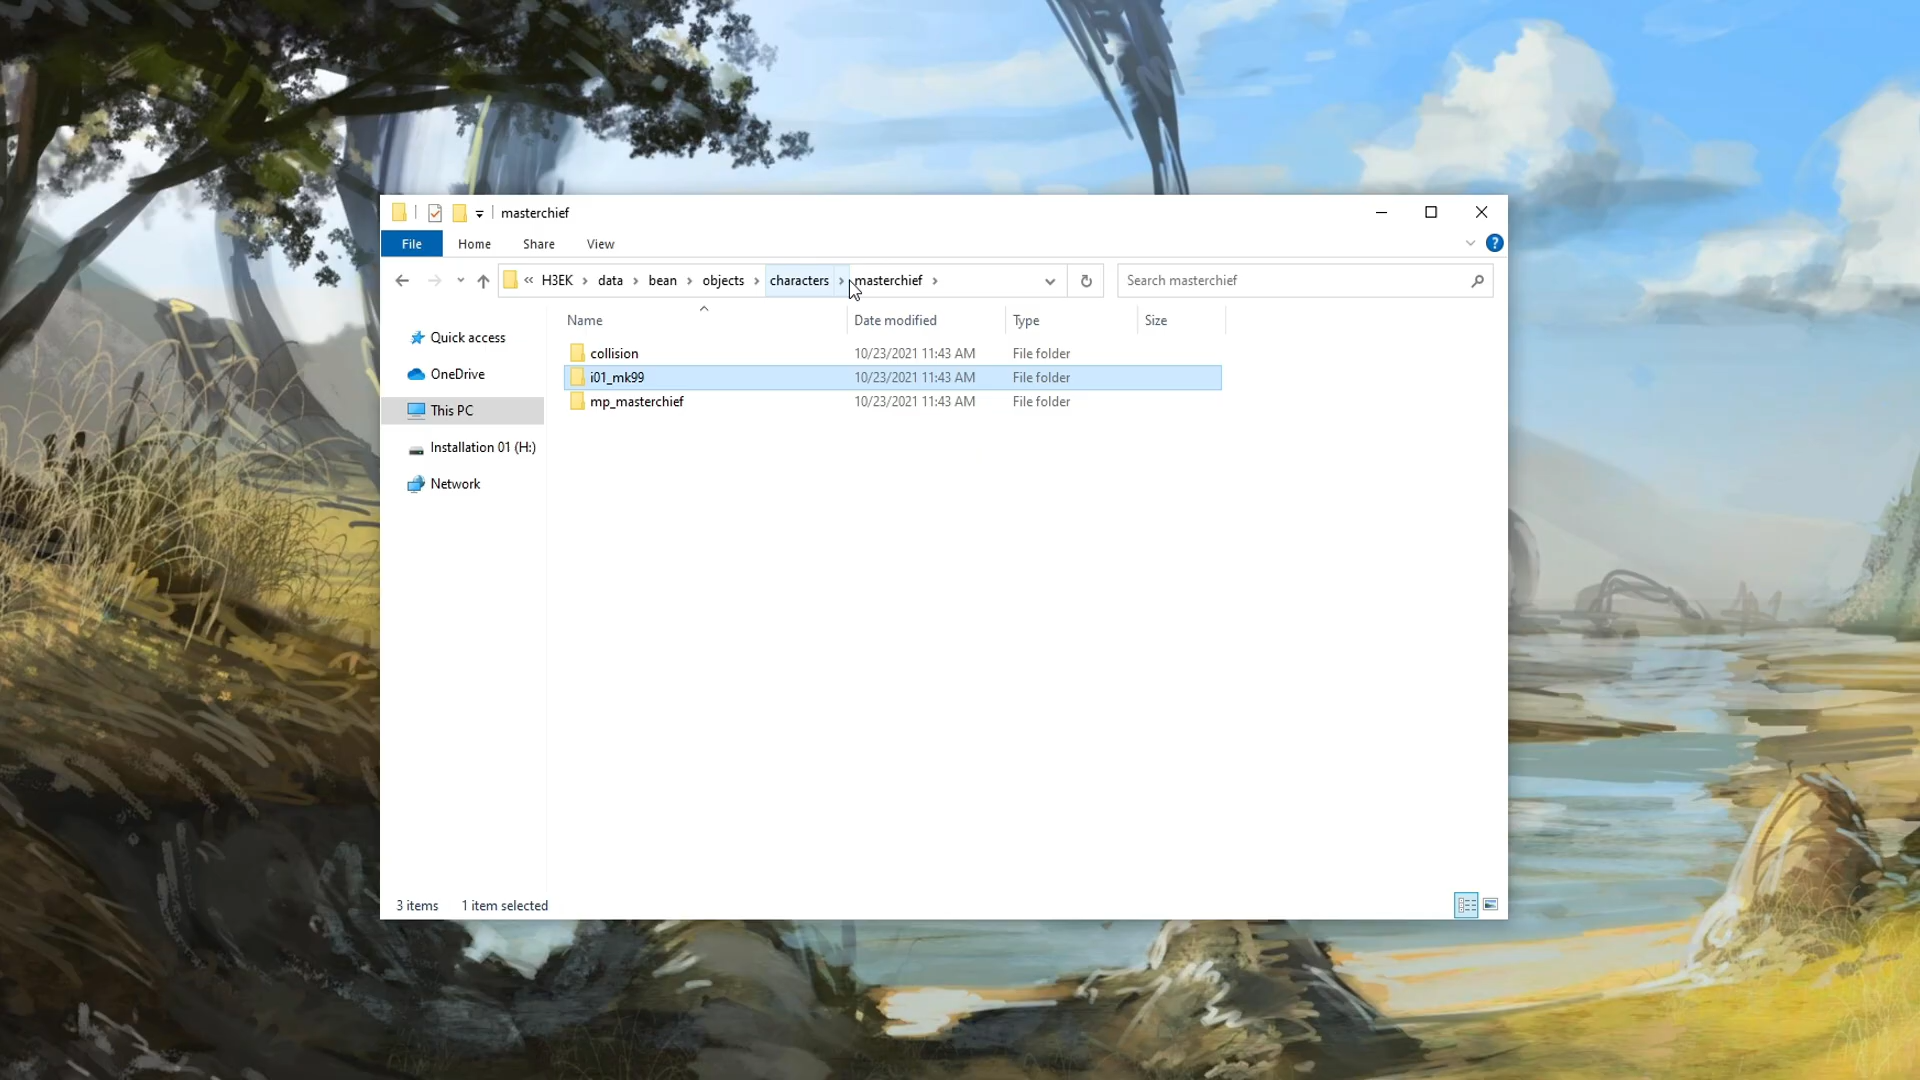 masterchief
File Home Share View
« H3EK > data > bean > objects > characters > masterchief >
Search masterchief
Name Date modified Type Size
Quick access
OneDrive
This PC
Installation 01 (H:)
Network
collision 10/23/2021 11:43 AM File folder
i01_mk99 10/23/2021 11:43 AM File folder
mp_masterchief 10/23/2021 11:43 AM File folder
3 items 1 item selected